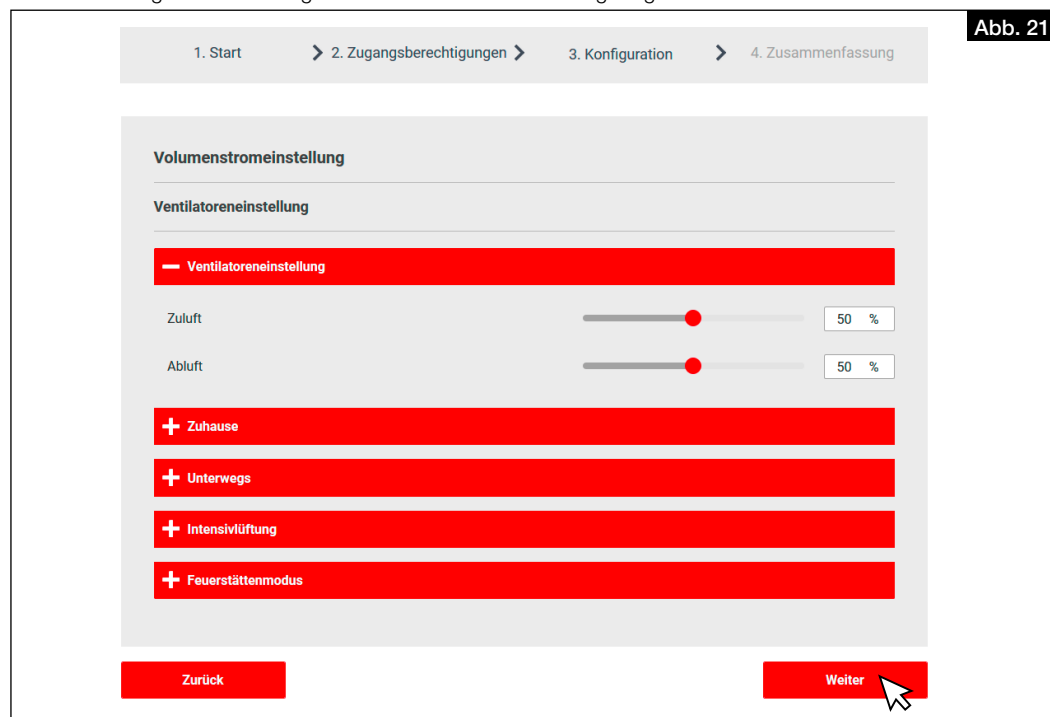 Abb. 21
1. Start > 2. Zugangsberechtigungen > 3. Konfiguration > 4. Zusammenfassung
Volumenstromeinstellung
Ventilatoreneinstellung
Ventilatoreneinstellung
Zuluft 50 %
Abluft 50 %
Zuhause
Unterwegs
Intensivlüftung
Feuerstättenmodus
Zurück Weiter